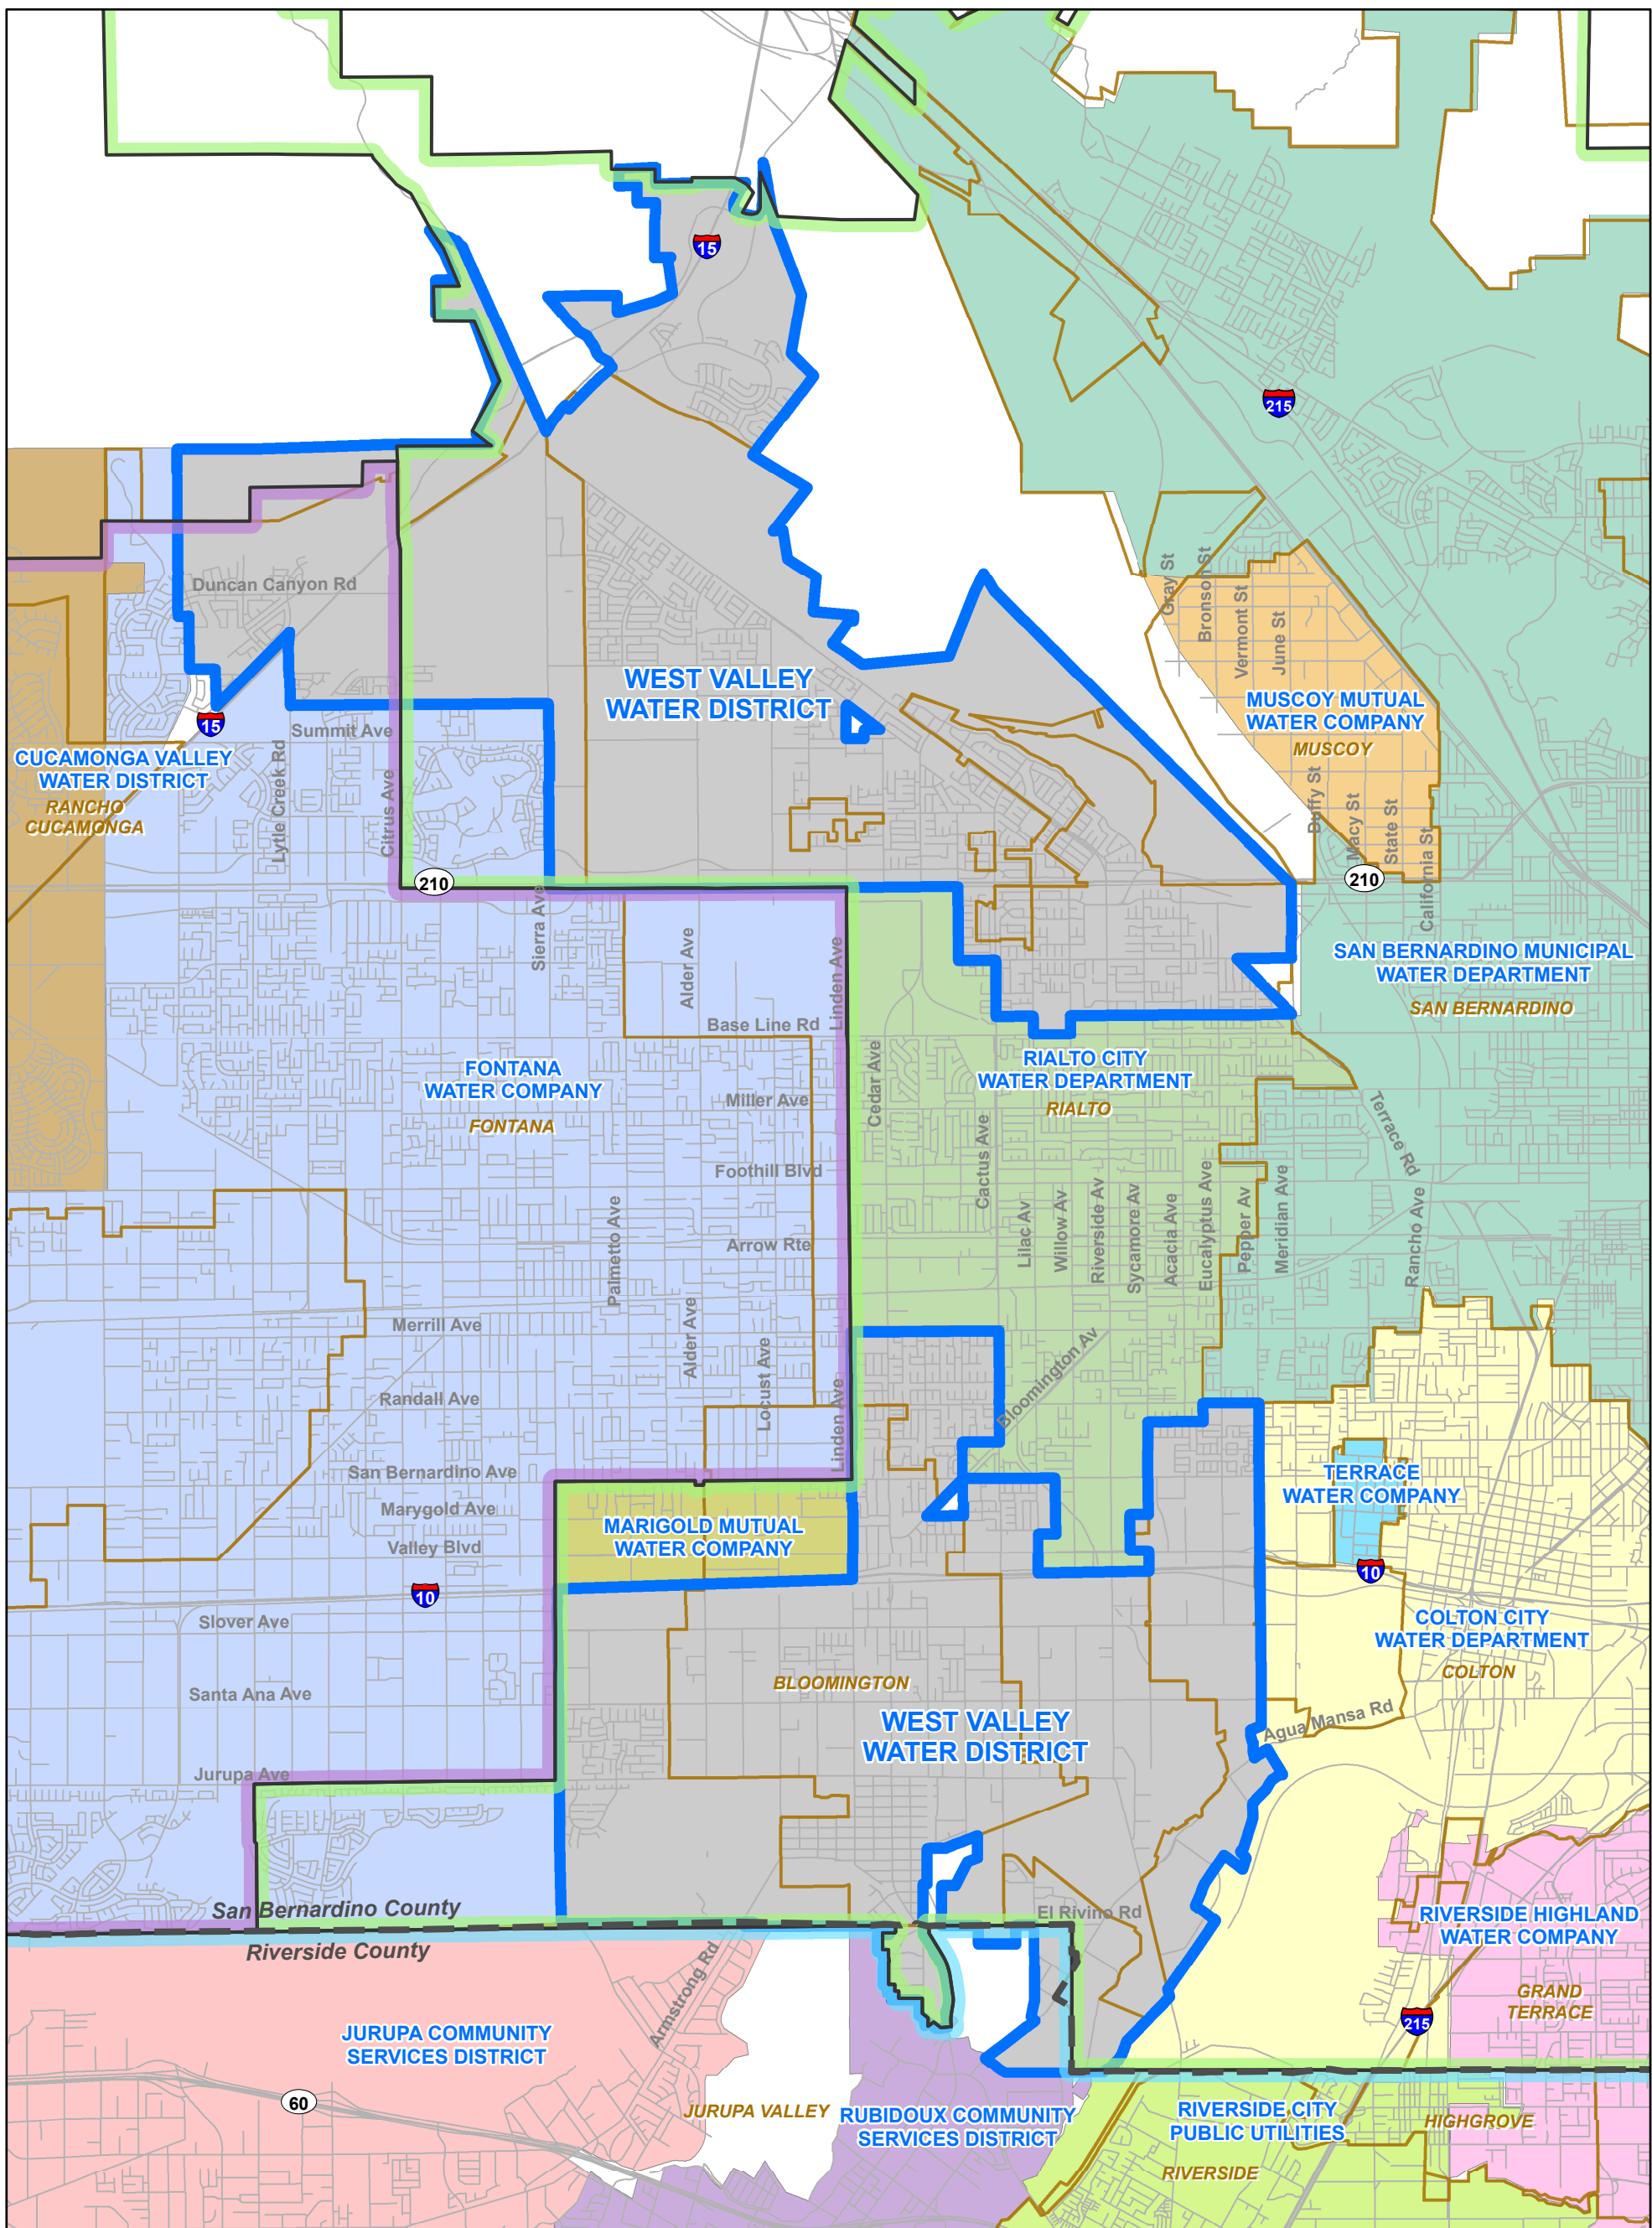 15
215
Duncan Canyon Rd
Gray St
Bronson St
Vermont St
June St
WEST VALLEY
WATER DISTRICT
MUSCOY MUTUAL
WATER COMPANY
MUSCOY
15
Summit Ave
CUCAMONGA VALLEY
WATER DISTRICT
RANCHO
CUCAMONGA
Lytle Creek Rd
Citrus Ave
Duffy St
Macy St
State St
California St
210
210
Sierra Ave
Alder Ave
Linden Ave
SAN BERNARDINO MUNICIPAL
WATER DEPARTMENT
SAN BERNARDINO
Base Line Rd
FONTANA
WATER COMPANY
FONTANA
Cedar Ave
RIALTO CITY
WATER DEPARTMENT
RIALTO
Miller Ave
Terrace Rd
Foothill Blvd
Cactus Ave
Palmetto Ave
Arrow Rte
Lilac Av
Willow Av
Riverside Av
Sycamore Av
Acacia Ave
Eucalyptus Ave
Pepper Av
Meridian Ave
Rancho Ave
Merrill Ave
Alder Ave
Locust Ave
Linden Ave
Bloomington Av
Randall Ave
San Bernardino Ave
Marygold Ave
Valley Blvd
MARIGOLD MUTUAL
WATER COMPANY
TERRACE
WATER COMPANY
10
10
Slover Ave
COLTON CITY
WATER DEPARTMENT
COLTON
BLOOMINGTON
Santa Ana Ave
WEST VALLEY
WATER DISTRICT
Agua Mansa Rd
Jurupa Ave
San Bernardino County
Riverside County
El Rivino Rd
RIVERSIDE HIGHLAND
WATER COMPANY
GRAND
TERRACE
Armstrong Rd
JURUPA COMMUNITY
SERVICES DISTRICT
215
60
JURUPA VALLEY
RUBIDOUX COMMUNITY
SERVICES DISTRICT
RIVERSIDE CITY
PUBLIC UTILITIES
HIGHGROVE
RIVERSIDE